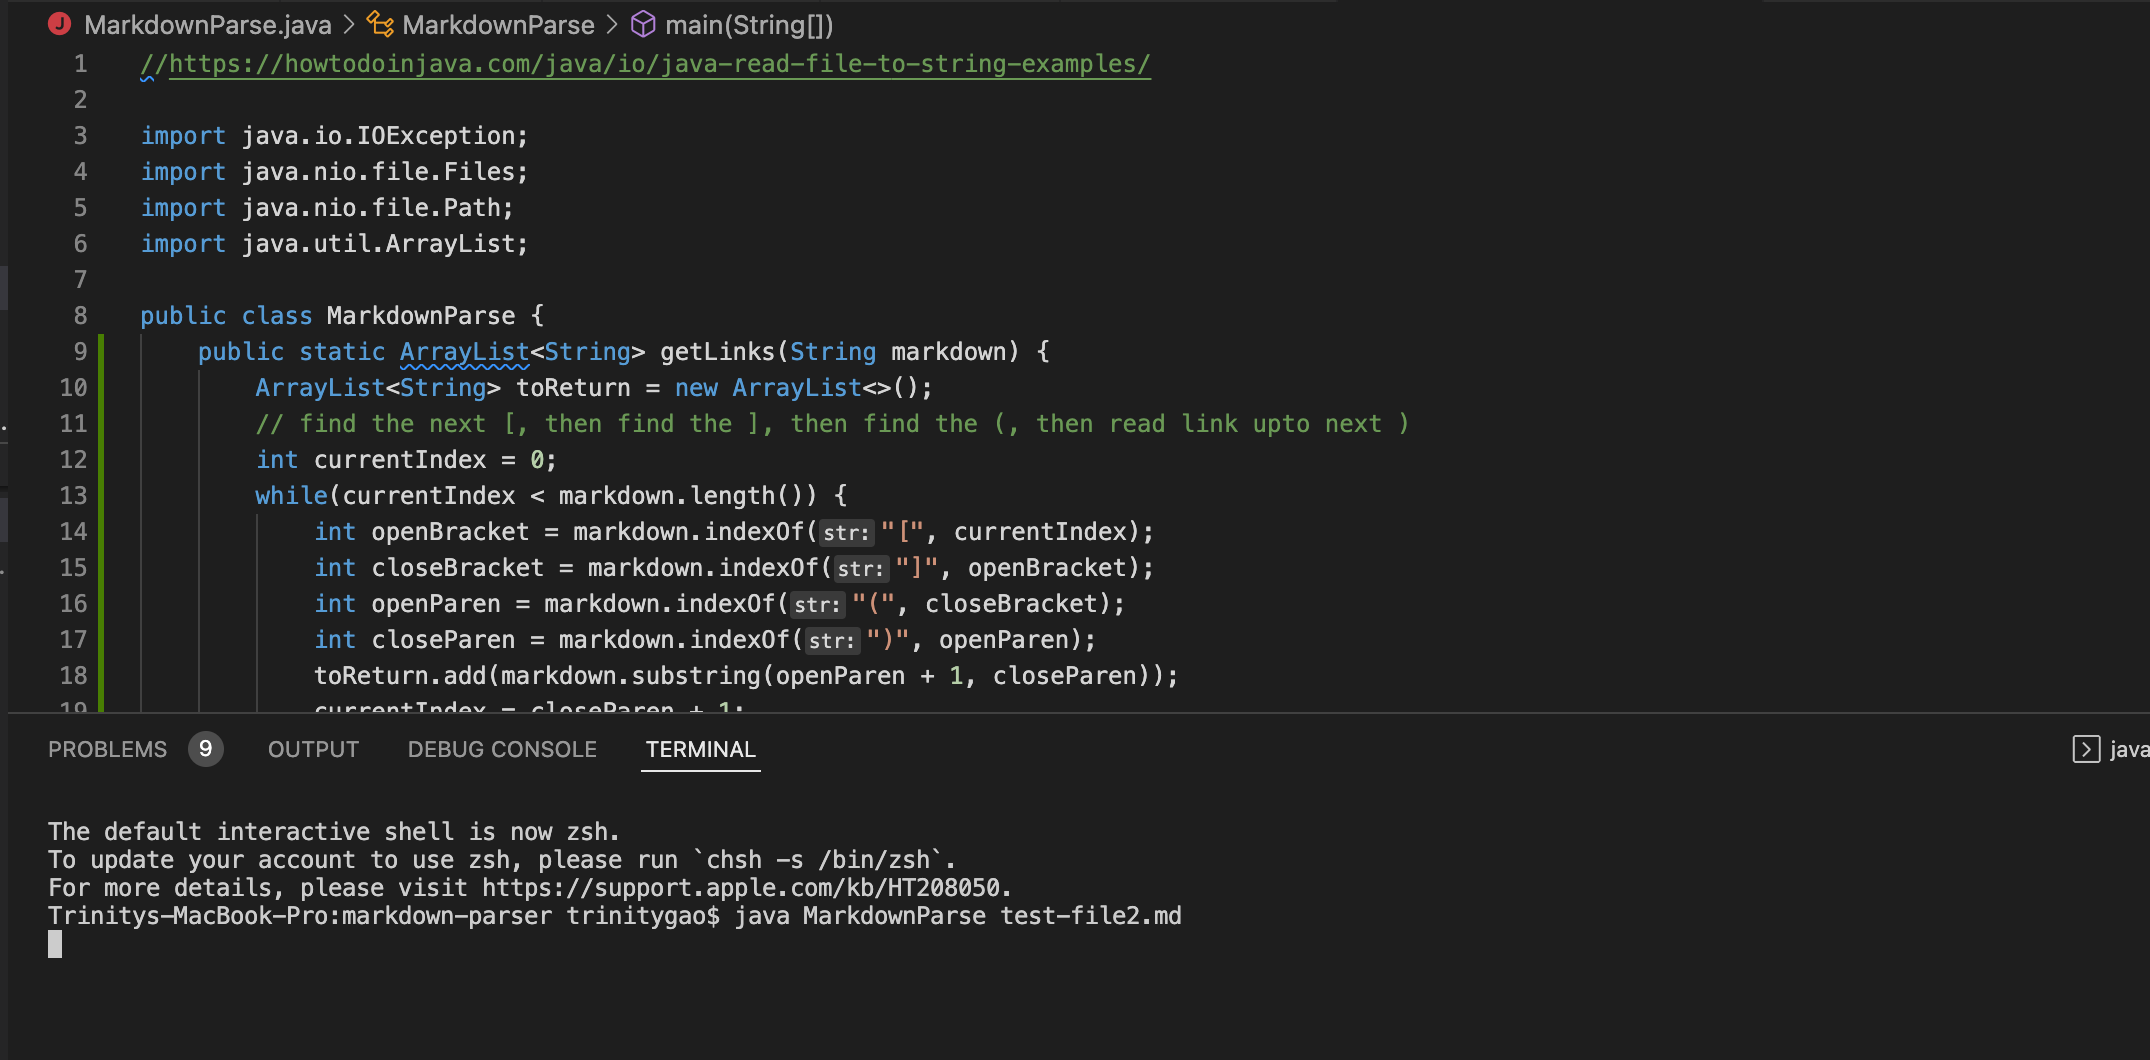 MarkdownParse.java > MarkdownParse > main(String[])
1 //https://howtodoinjava.com/java/io/java-read-file-to-string-examples/
2
3 import java.io.IOException;
4 import java.nio.file.Files;
5 import java.nio.file.Path;
6 import java.util.ArrayList;
7
8 public class MarkdownParse {
9 public static ArrayList<String> getLinks(String markdown) {
10 ArrayList<String> toReturn = new ArrayList<>();
11 // find the next [, then find the ], then find the (, then read link upto next )
12 int currentIndex = 0;
13 while(currentIndex < markdown.length()) {
14 int openBracket = markdown.indexOf(str: "[", currentIndex);
15 int closeBracket = markdown.indexOf(str: "]", openBracket);
16 int openParen = markdown.indexOf(str: "(", closeBracket);
17 int closeParen = markdown.indexOf(str: ")", openParen);
18 toReturn.add(markdown.substring(openParen + 1, closeParen));
19 currentIndex = closeParen + 1;
PROBLEMS 9 OUTPUT DEBUG CONSOLE TERMINAL java
The default interactive shell is now zsh.
To update your account to use zsh, please run `chsh -s /bin/zsh`.
For more details, please visit https://support.apple.com/kb/HT208050.
Trinitys-MacBook-Pro:markdown-parser trinitygao$ java MarkdownParse test-file2.md